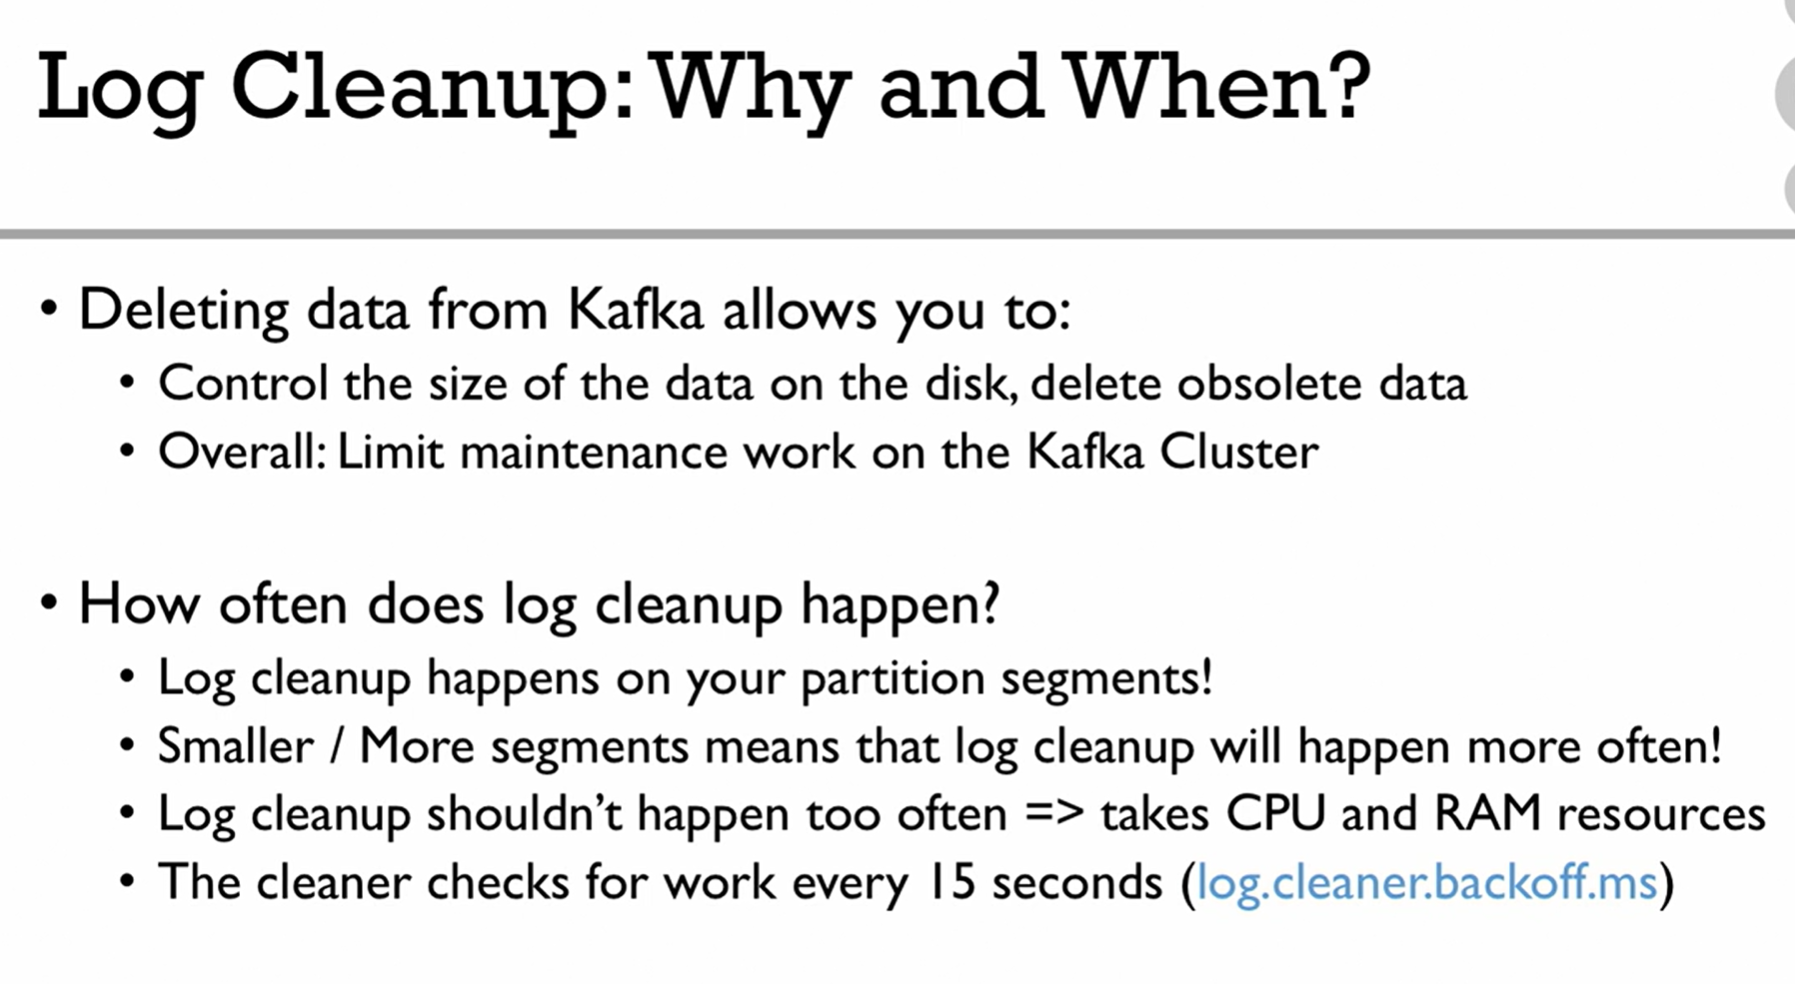 Log Cleanup: Why and When?
• Deleting data from Kafka allows you to:
• Control the size of the data on the disk, delete obsolete data
• Overall: Limit maintenance work on the Kafka Cluster
• How often does log cleanup happen?
• Log cleanup happens on your partition segments!
• Smaller / More segments means that log cleanup will happen more often!
• Log cleanup shouldn't happen too often => takes CPU and RAM resources
• The cleaner checks for work every 15 seconds (log.cleaner.backoff.ms)